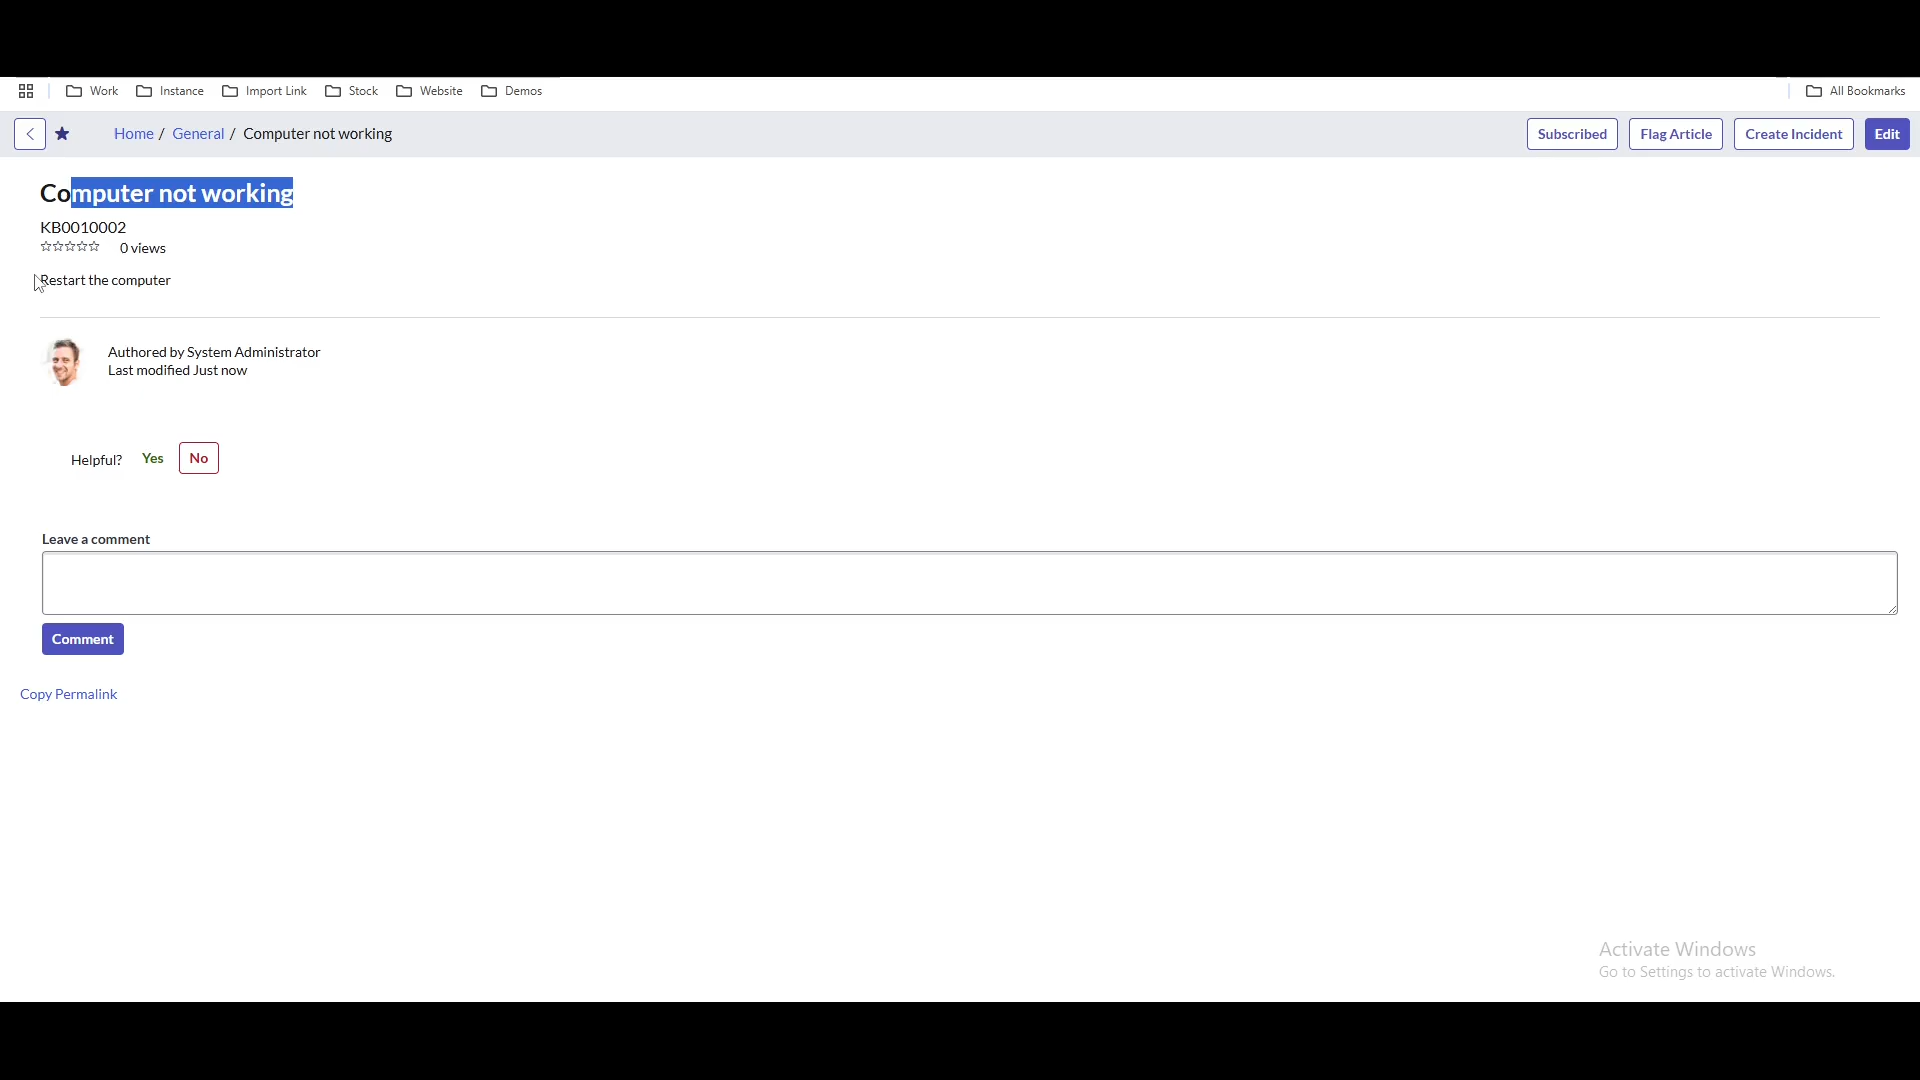 Work Instance Import Link Stock Website Demos All Bookmarks
Home / General / Computer not working Subscribed Flag Article Create Incident Edit
Computer not working
KB0010002
0 views
Restart the computer
Authored by System Administrator
Last modified Just now
Helpful? Yes No
Leave a comment
Comment
Copy Permalink
Activate Windows
Go to Settings to activate Windows.